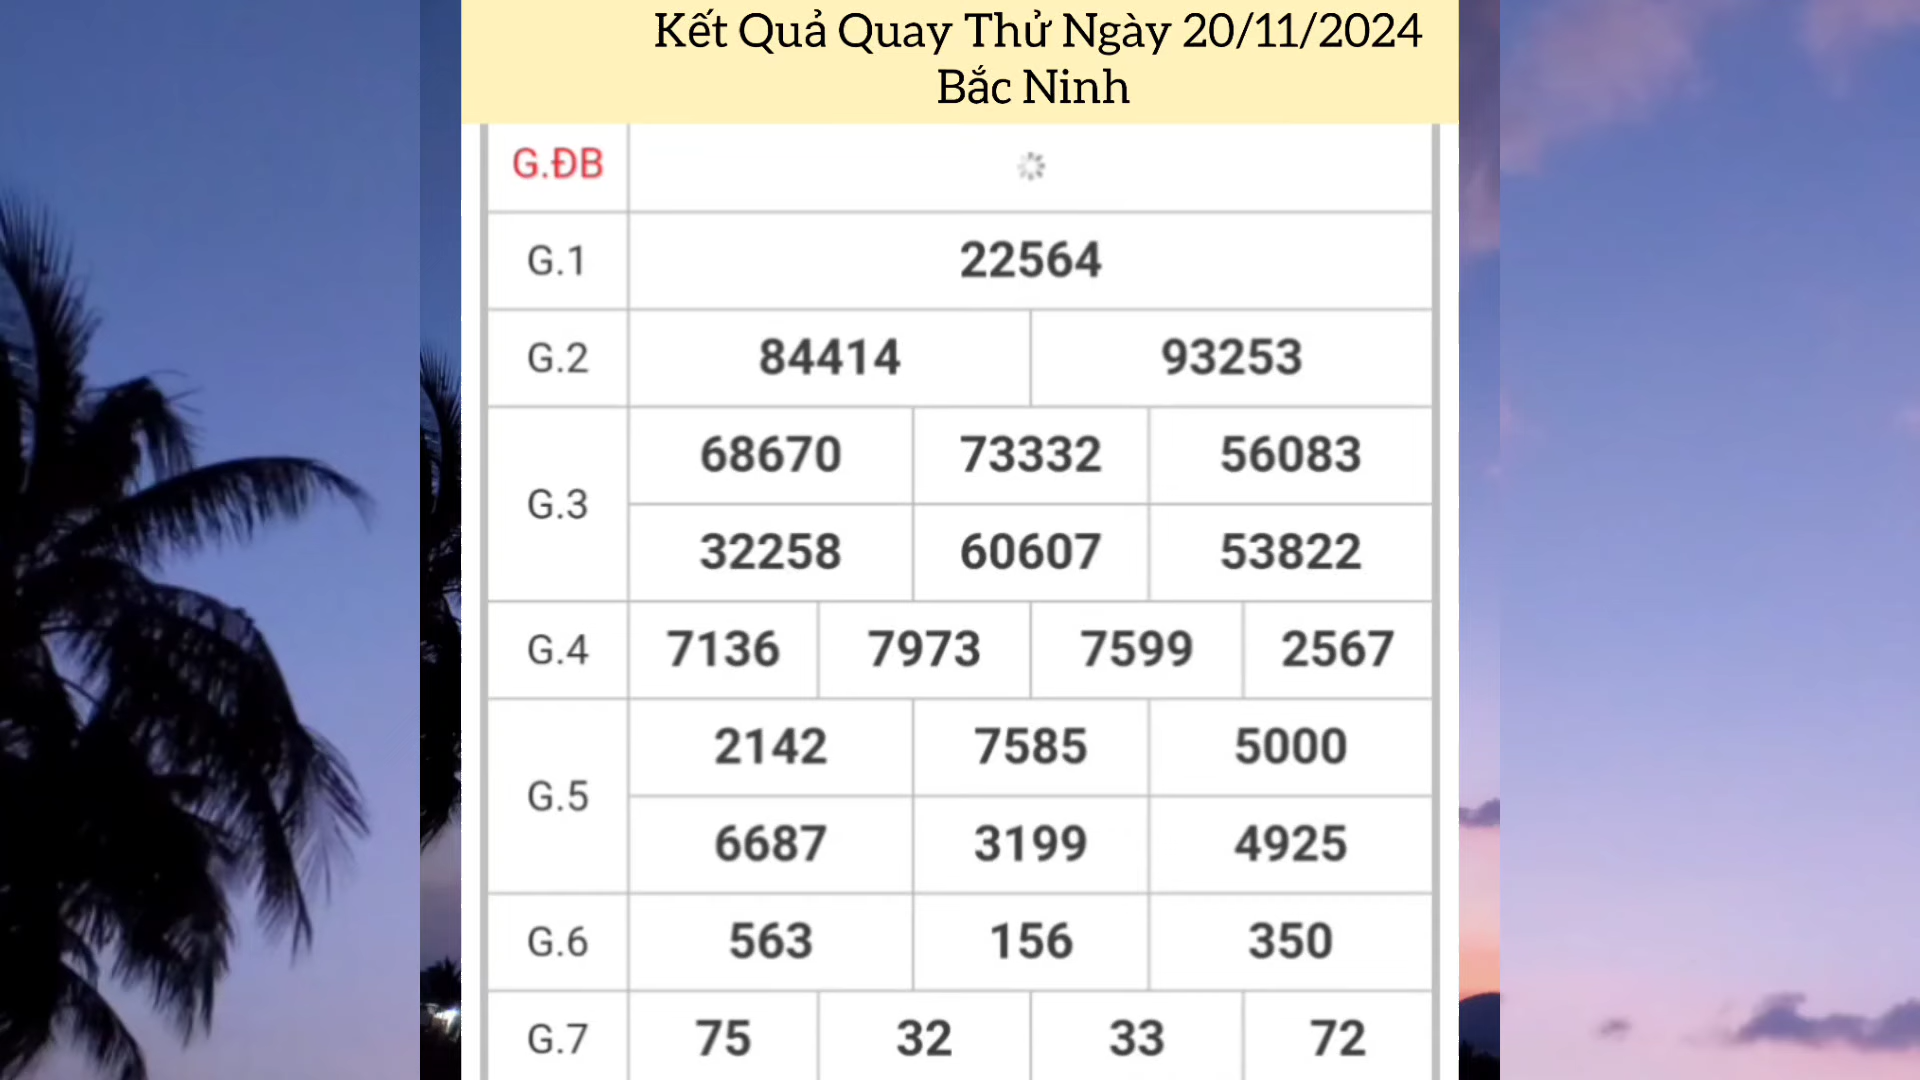 Kết Quả Quay Thử Ngày 20/11/2024
Bắc Ninh
G.ĐB
G.1 22564
G.2 84414 93253
G.3 68670 73332 56083
32258 60607 53822
G.4 7136 7973 7599 2567
G.5 2142 7585 5000
6687 3199 4925
G.6 563 156 350
G.7 75 32 33 72